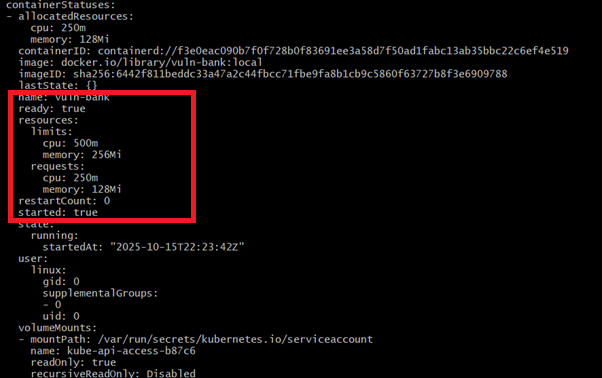 containerStatuses:
- allocatedResources:
    cpu: 250m
    memory: 128Mi
  containerID: containerd://f3e0eac090b7f0f728b0f83691ee3a58d7f50ad1fabc13ab35bbc22c6ef4e519
  image: docker.io/library/vuln-bank:local
  imageID: sha256:6442f811beddc33a47a2c44fbcc71fbe9fa8b1cb9c5860f63727b8f3e6909788
  lastState: {}
  name: vuln-bank
  ready: true
  resources:
    limits:
      cpu: 500m
      memory: 256Mi
    requests:
      cpu: 250m
      memory: 128Mi
  restartCount: 0
  started: true
  state:
    running:
      startedAt: "2025-10-15T22:23:42Z"
  user:
    linux:
      gid: 0
      supplementalGroups:
      - 0
      uid: 0
  volumeMounts:
  - mountPath: /var/run/secrets/kubernetes.io/serviceaccount
    name: kube-api-access-b87c6
    readOnly: true
    recursiveReadOnly: Disabled